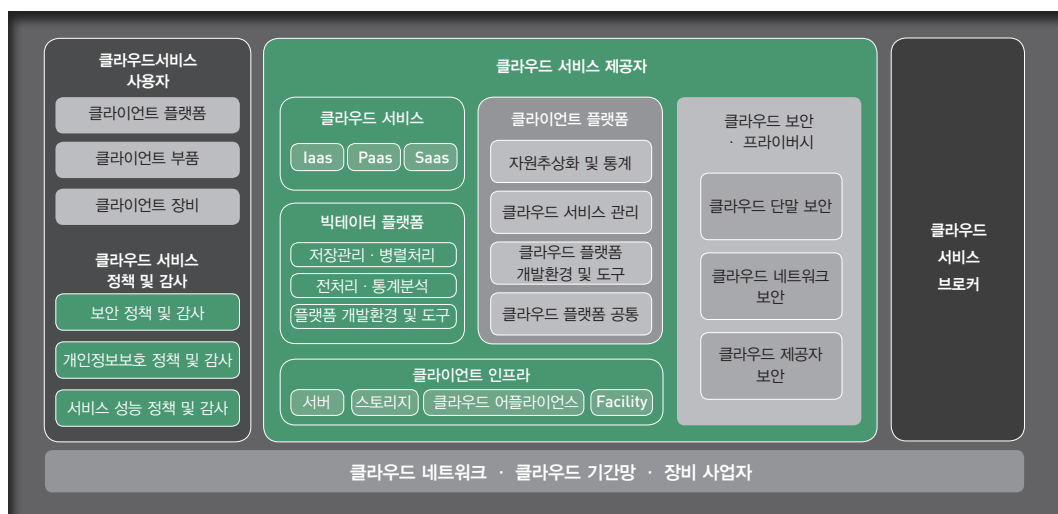 클라우드서비스
사용자
클라이언트 플랫폼
클라이언트 부품
클라이언트 장비
클라우드 서비스
정책 및 감사
보안 정책 및 감사
개인정보보호 정책 및 감사
서비스 성능 정책 및 감사
클라우드 서비스 제공자
클라우드 서비스
Iaas Paas Saas
빅테이터 플랫폼
저장관리 · 병렬처리
전처리 · 통계분석
플랫폼 개발환경 및 도구
클라이언트 플랫폼
자원추상화 및 통계
클라우드 서비스 관리
클라우드 플랫폼
개발환경 및 도구
클라우드 플랫폼 공통
클라이언트 인프라
서버 스토리지 클라우드 어플라이언스 Facility
클라우드 보안
· 프라이버시
클라우드 단말 보안
클라우드 네트워크
보안
클라우드 제공자
보안
클라우드
서비스
브로커
클라우드 네트워크 · 클라우드 기간망 · 장비 사업자